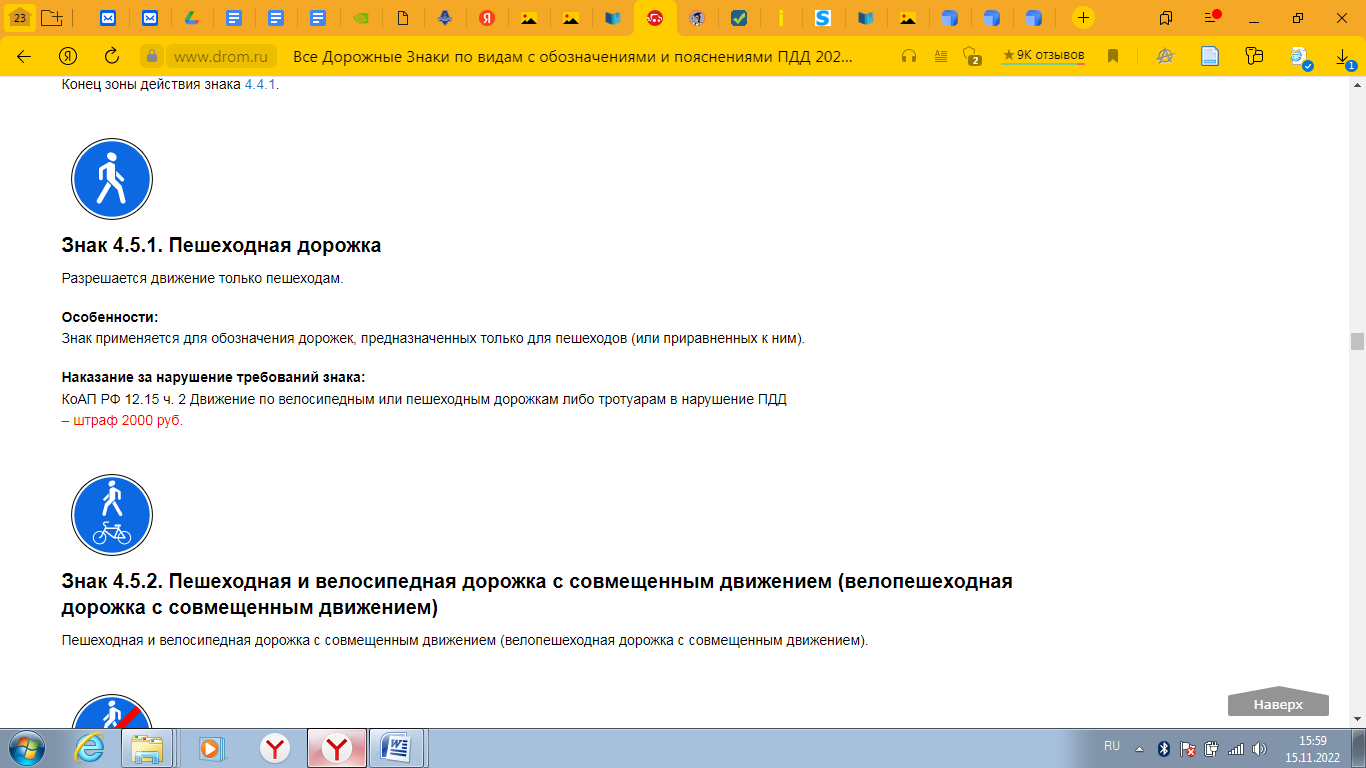 23
www.drom.ru
Все Дорожные Знаки по видам с обозначениями и пояснениями ПДД 202...
2
★ 9K отзывов
1
Конец зоны действия знака 4.4.1.
Знак 4.5.1. Пешеходная дорожка
Разрешается движение только пешеходам.
Особенности:
Знак применяется для обозначения дорожек, предназначенных только для пешеходов (или приравненных к ним).
Наказание за нарушение требований знака:
КоАП РФ 12.15 ч. 2 Движение по велосипедным или пешеходным дорожкам либо тротуарам в нарушение ПДД
– штраф 2000 руб.
Знак 4.5.2. Пешеходная и велосипедная дорожка с совмещенным движением (велопешеходная
дорожка с совмещенным движением)
Пешеходная и велосипедная дорожка с совмещенным движением (велопешеходная дорожка с совмещенным движением).
Наверх
RU
15:59
15.11.2022